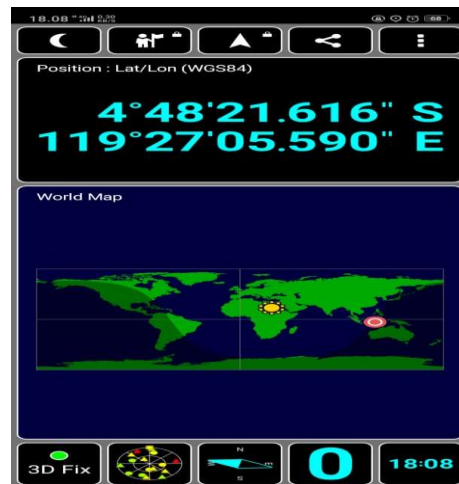 18.08
Position : Lat/Lon (WGS84)
4°48'21.616" S
119°27'05.590" E
World Map
3D Fix
N
S
0
18:08